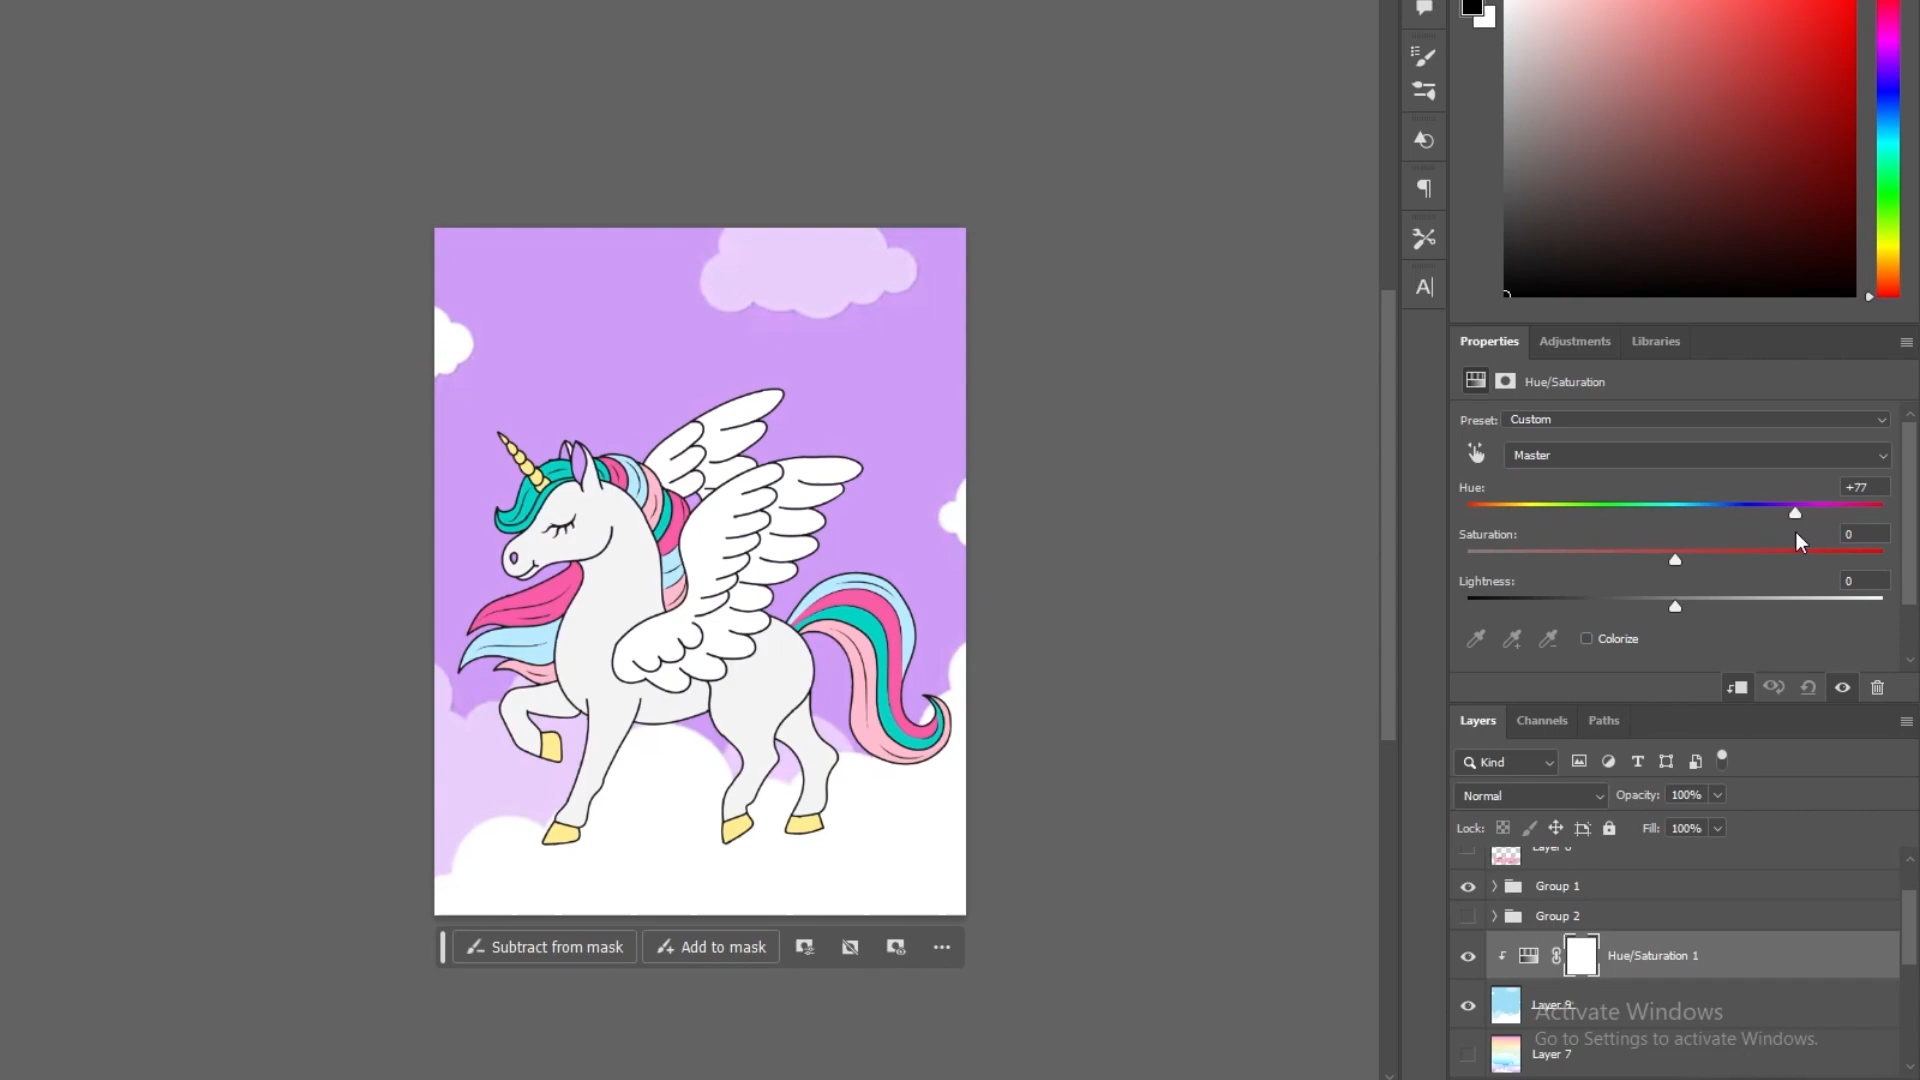 A|
Properties Adjustments Libraries
Hue/Saturation
Preset: Custom
Master
Hue: +77
Saturation: 0
Lightness: 0
Colorize
Layers Channels Paths
Kind T
Normal Opacity: 100%
Lock: Fill: 100%
Group 1
Group 2
Hue/Saturation 1
Layer 9
Layer 7
Activate Windows
Go to Settings to activate Windows.
Subtract from mask Add to mask